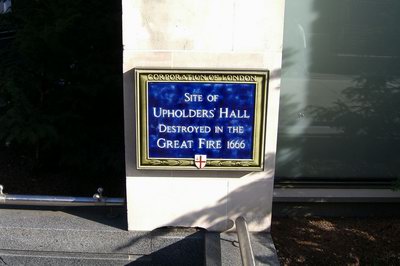 CORPORATION OF LONDON
SITE OF
UPHOLDERS' HALL
DESTROYED IN THE
GREAT FIRE 1666